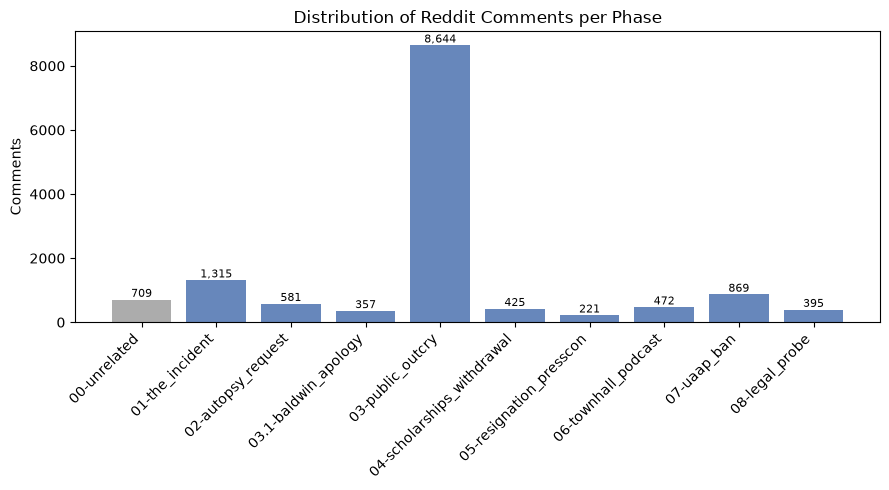 Distribution of Reddit Comments per Phase
Comments
8000
6000
4000
2000
0
709
1,315
581
357
8,644
425
221
472
869
395
00-unrelated
01-the_incident
02-autopsy_request
03.1-baldwin_apology
03-public_outcry
04-scholarships_withdrawal
05-resignation_presscon
06-townhall_podcast
07-uaap_ban
08-legal_probe